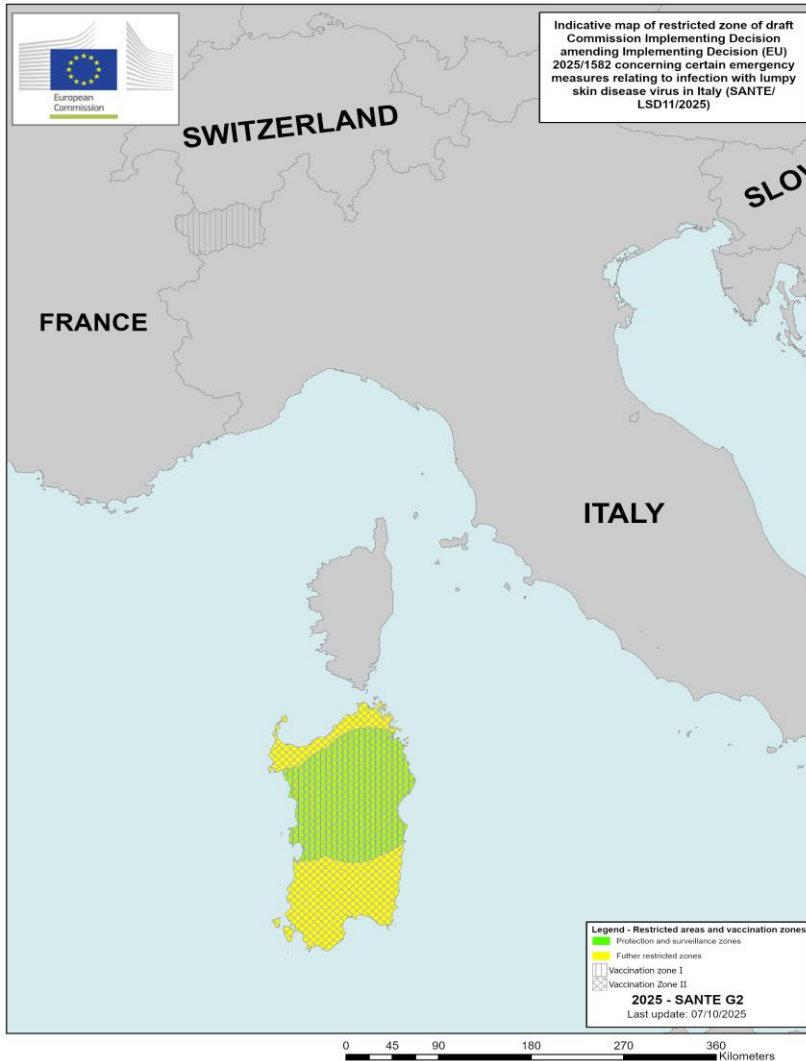 European
Commission
Indicative map of restricted zone of draft
Commission Implementing Decision
amending Implementing Decision (EU)
2025/1582 concerning certain emergency
measures relating to infection with lumpy
skin disease virus in Italy (SANTE/
LSD11/2025)
SWITZERLAND
SLOV
FRANCE
ITALY
Legend - Restricted areas and vaccination zones
Protection and surveillance zones
Futher restricted zones
Vaccination zone I
Vaccination Zone II
2025 - SANTE G2
Last update: 07/10/2025
0 45 90 180 270 360
Kilometers